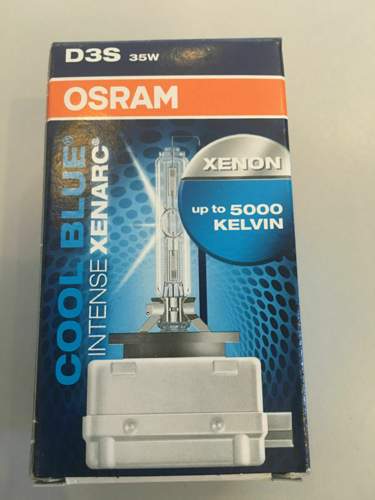 D3S 35W
OSRAM
COOL BLUE®
INTENSE XENARC®
XENON
up to 5000
KELVIN